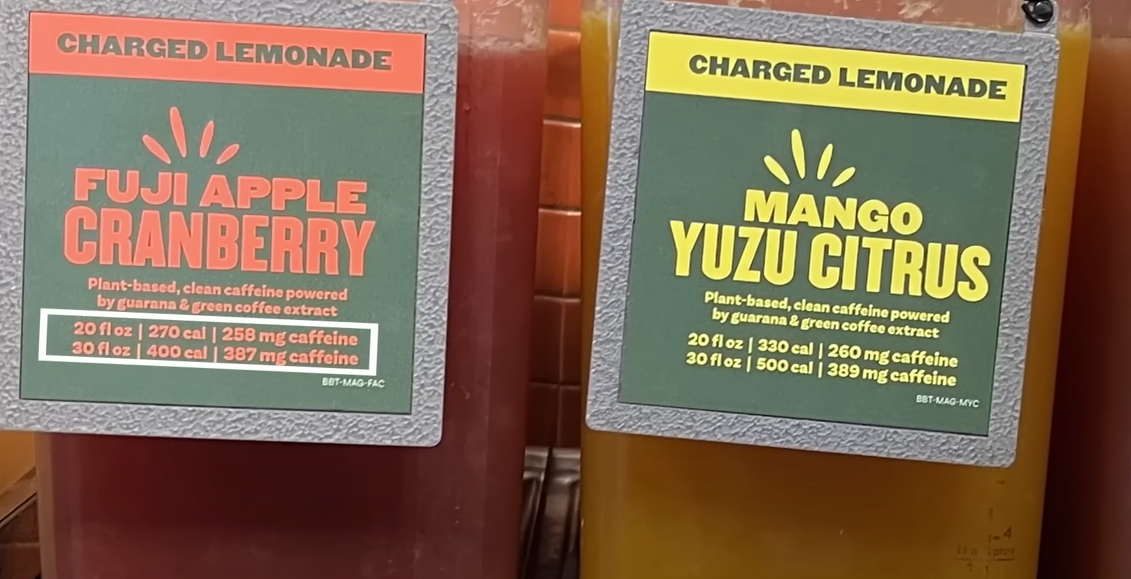 CHARGED LEMONADE
FUJI APPLE
CRANBERRY
Plant-based, clean caffeine powered
by guarana & green coffee extract
20 fl oz | 270 cal | 258 mg caffeine
30 fl oz | 400 cal | 387 mg caffeine
BBT-MAG-FAC
CHARGED LEMONADE
MANGO
YUZU CITRUS
Plant-based, clean caffeine powered
by guarana & green coffee extract
20 fl oz | 330 cal | 260 mg caffeine
30 fl oz | 500 cal | 389 mg caffeine
BBT-MAG-MYC
4